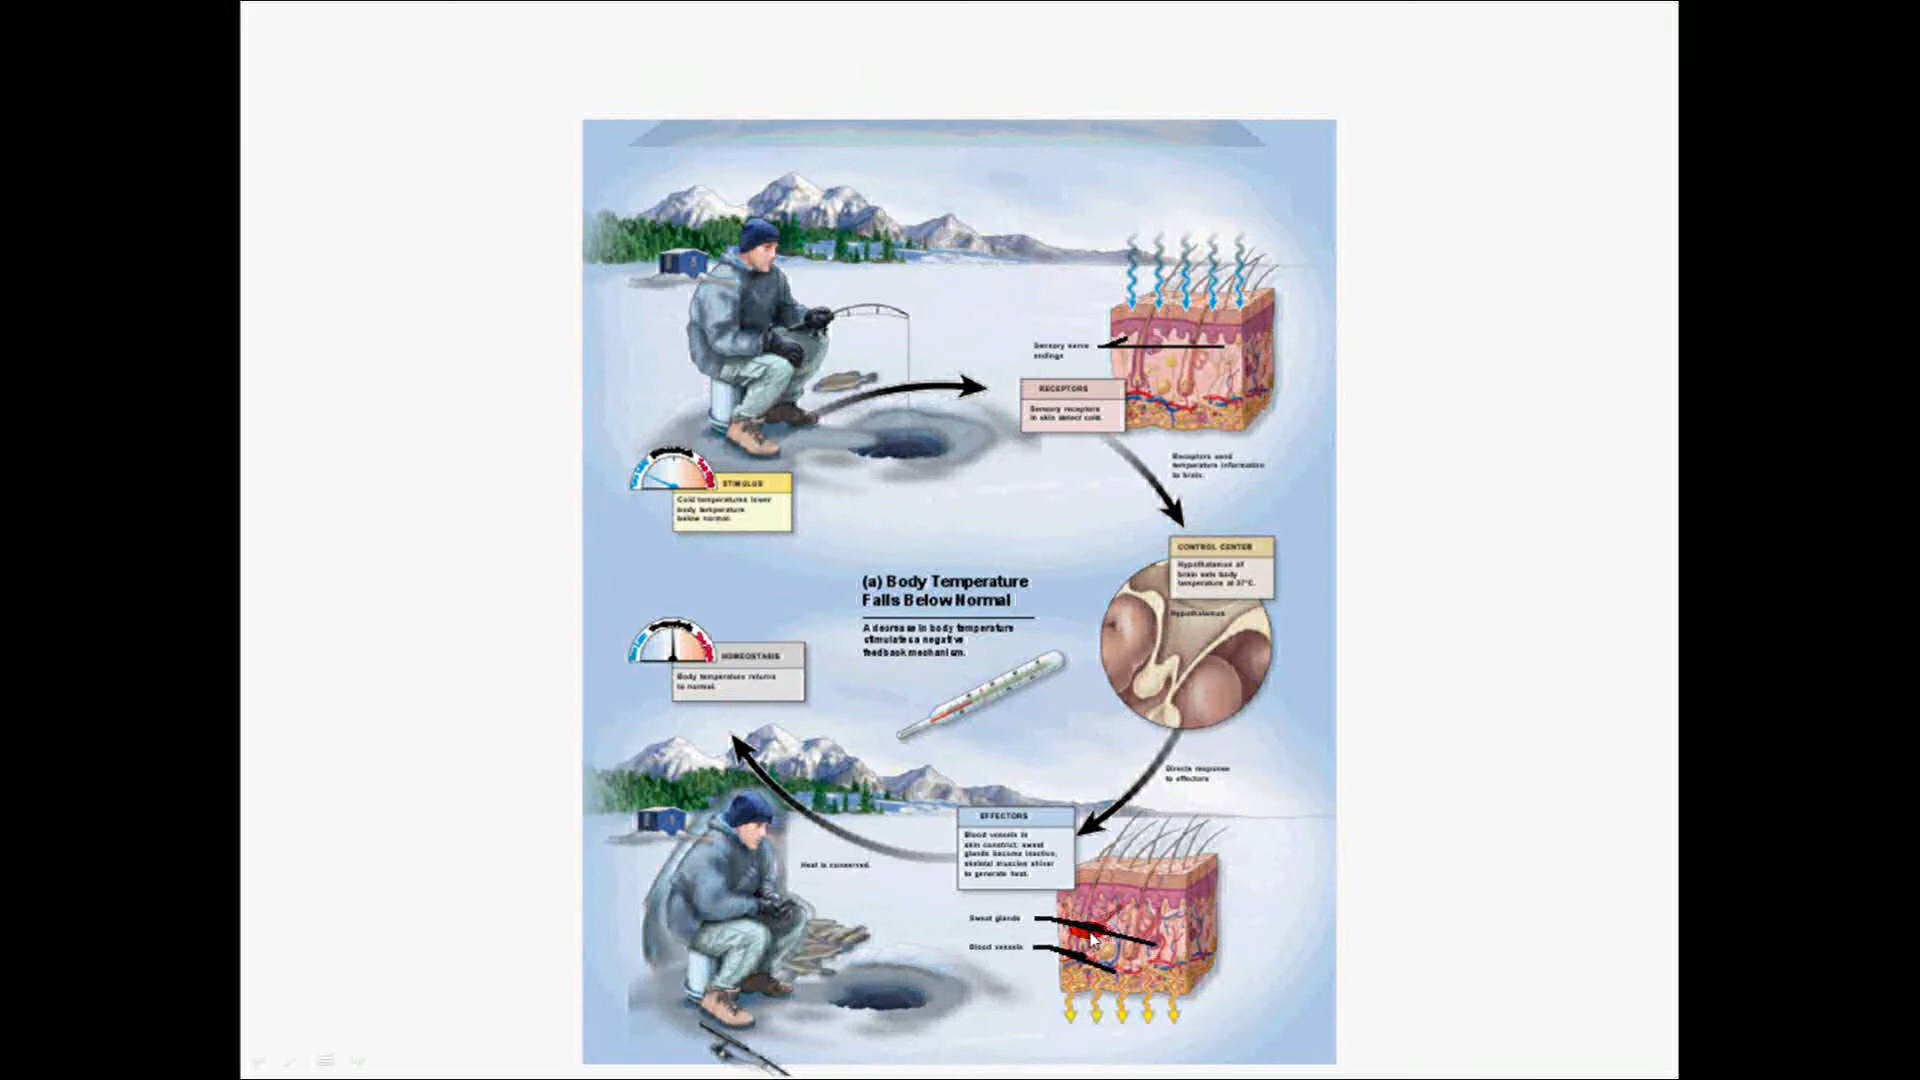 Sensory nerve
endings
RECEPTORS
Sensory receptors
in skin detect cold.
STIMULUS
Cold temperatures lower
body temperature
below normal.
Receptors send
temperature information
to brain.
CONTROL CENTER
Hypothalamus of
brain sets body
temperature at 37°C.
Hypothalamus
(a) Body Temperature
Falls Below Normal
A decrease in body temperature
stimulates a negative
feedback mechanism.
HOMEOSTASIS
Body temperature returns
to normal.
Directs response
to effectors
EFFECTORS
Blood vessels in
skin constrict; sweat
glands become inactive;
skeletal muscles shiver
to generate heat.
Heat is conserved.
Sweat glands
Blood vessels